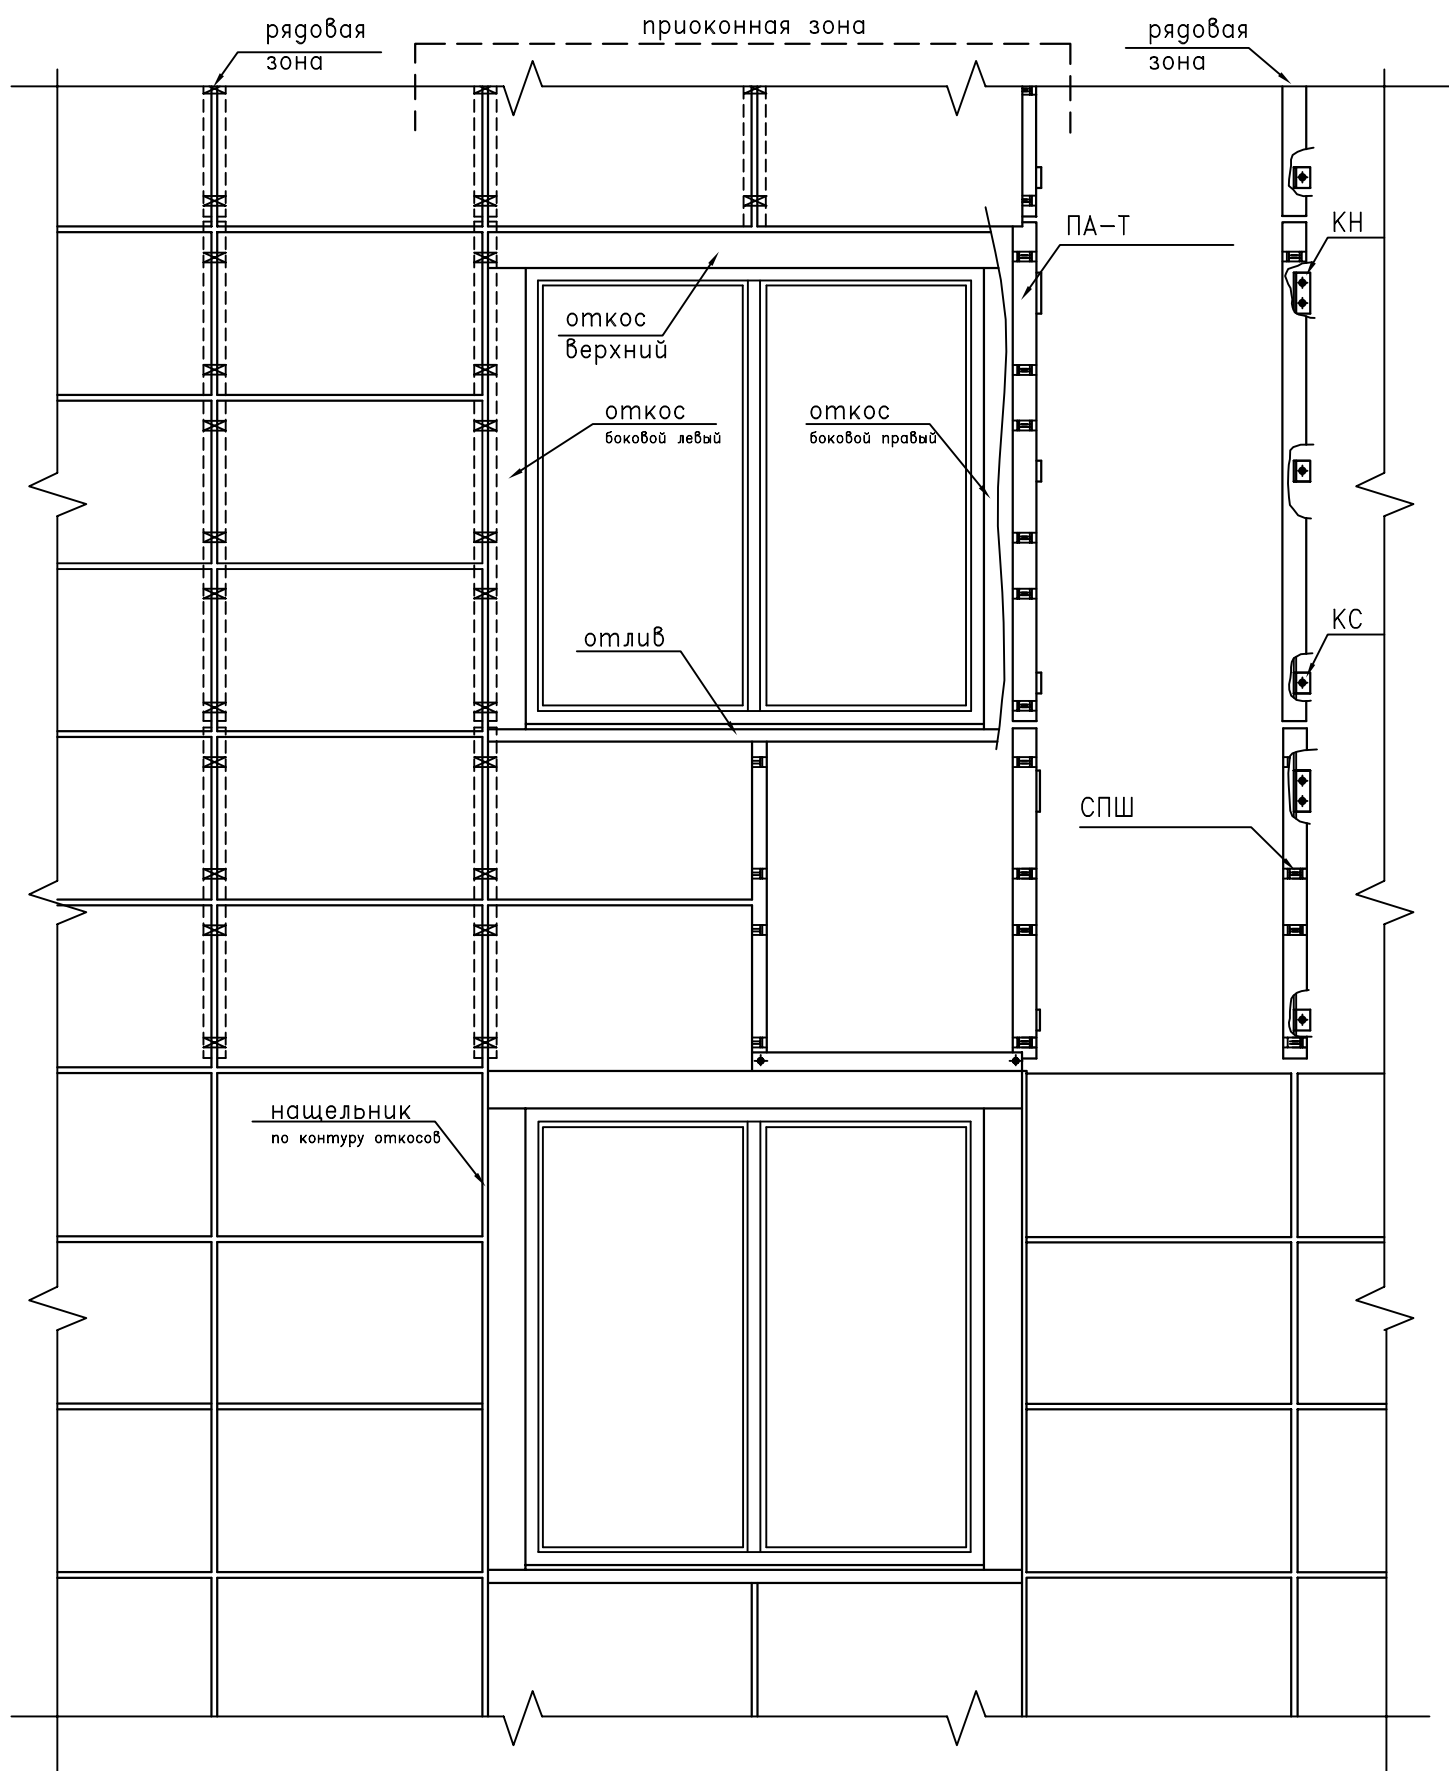 рядовая
зона
приоконная зона
рядовая
зона
ПА-Т
КН
откос
верхний
откос
боковой левый
откос
боковой правый
отлив
КС
СПШ
нащельник
по контуру откосов